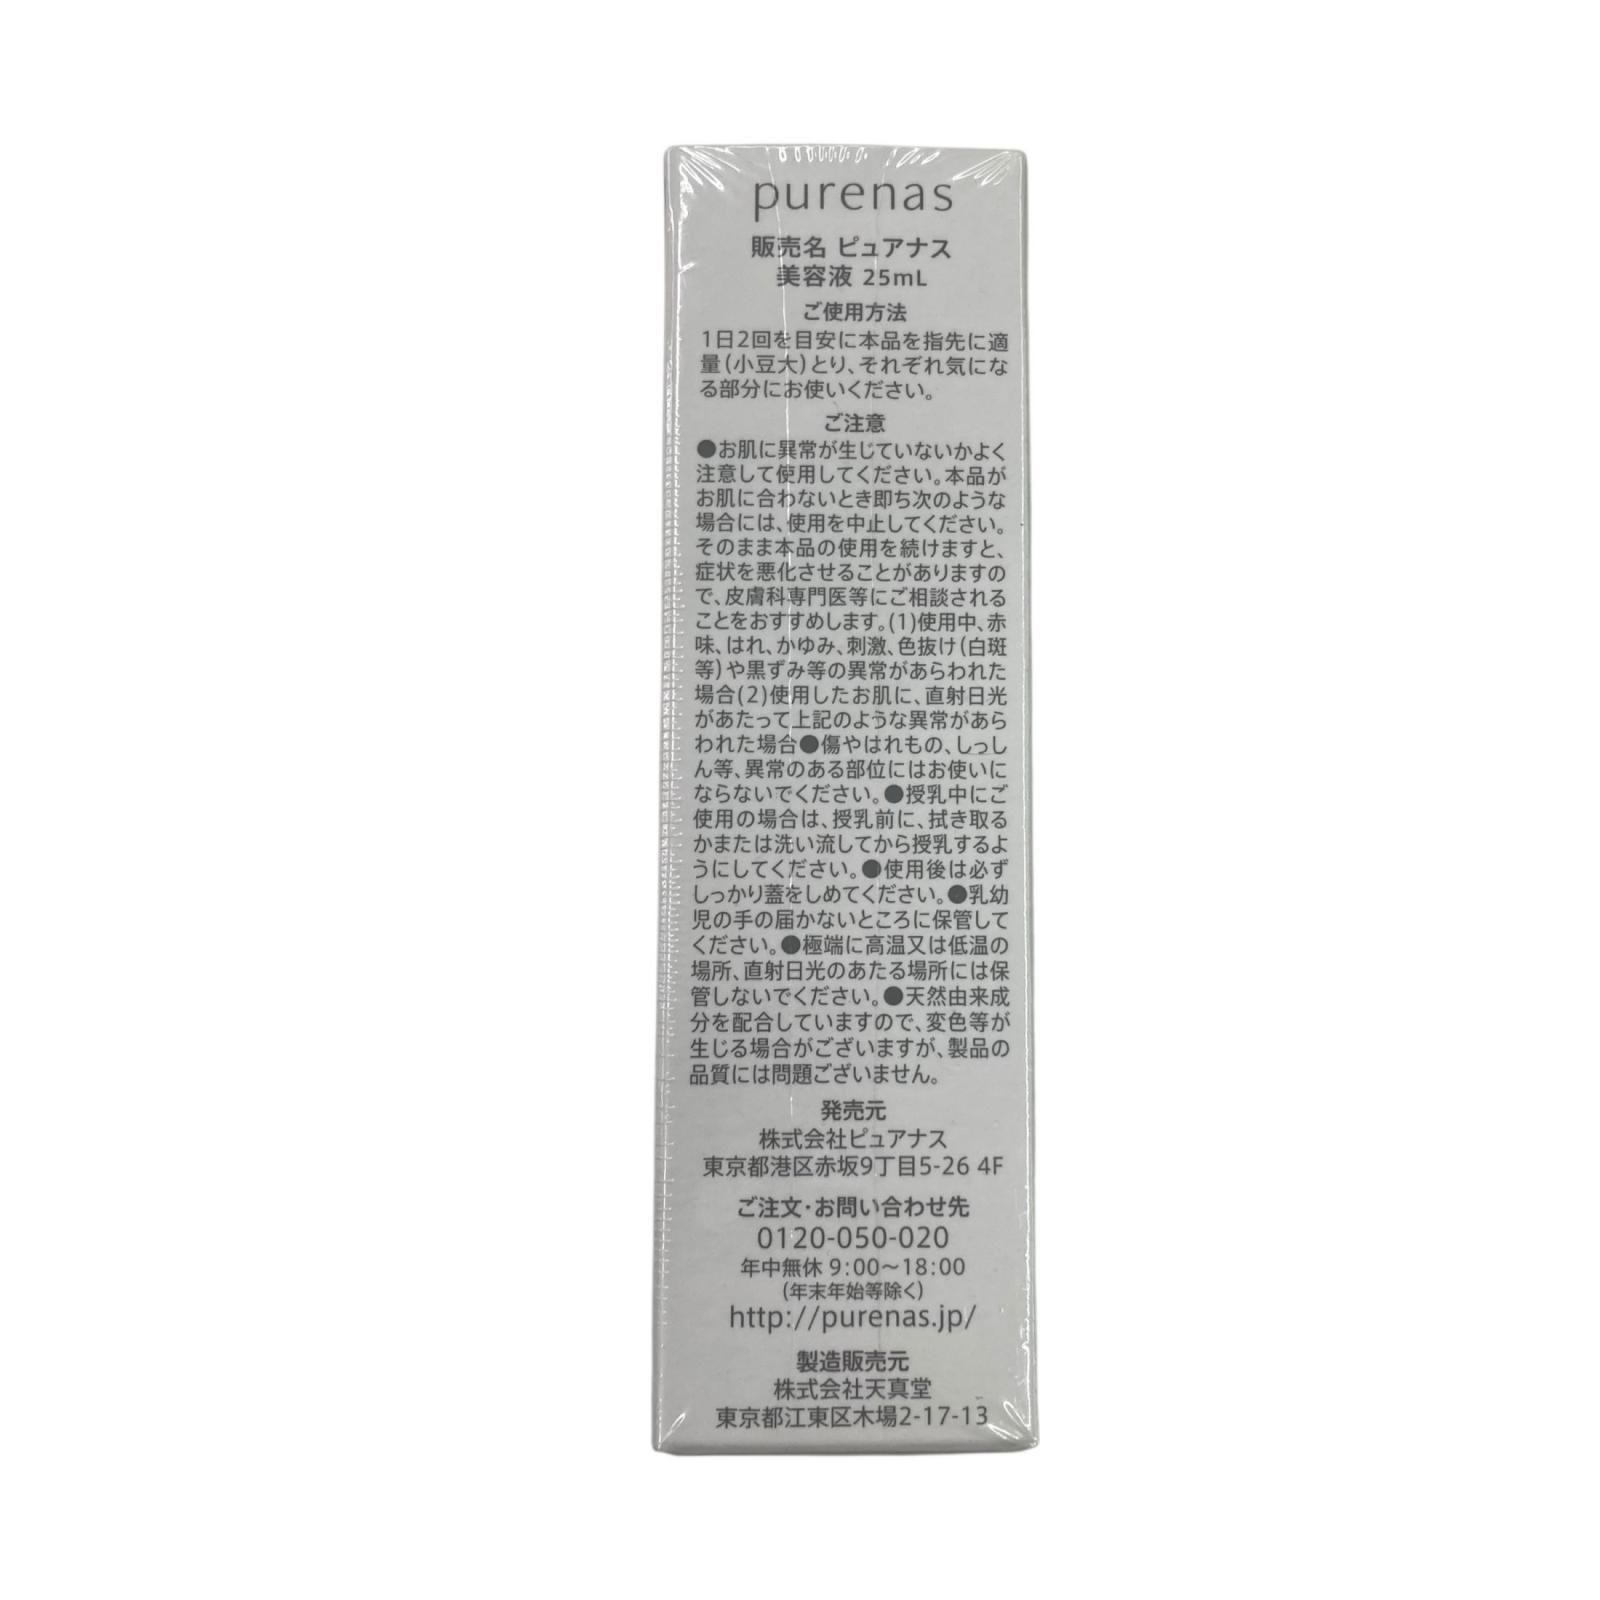 purenas
販売名 ピュアナス
美容液 25mL
ご使用方法
1日2回を目安に本品を指先に適
量(小豆大)とり、それぞれ気にな
る部分にお使いください。
ご注意
●お肌に異常が生じていないかよく
注意して使用してください。本品が
お肌に合わないとき即ち次のような
場合には、使用を中止してください。
そのまま本品の使用を続けますと、
症状を悪化させることがありますの
で、皮膚科専門医等にご相談される
ことをおすすめします。(1)使用中、赤
味、はれ、かゆみ、刺激、色抜け(白斑
等)や黒ずみ等の異常があらわれた
場合(2)使用したお肌に、直射日光
があたって上記のような異常があら
われた場合●傷やはれもの、しっし
ん等、異常のある部位にはお使いに
ならないでください。●授乳中にご
使用の場合は、授乳前に、拭き取る
かまたは洗い流してから授乳するよ
うにしてください。●使用後は必ず
しっかり蓋をしめてください。●乳幼
児の手の届かないところに保管して
ください。●極端に高温又は低温の
場所、直射日光のあたる場所には保
管しないでください。●天然由来成
分を配合していますので、変色等が
生じる場合がございますが、製品の
品質には問題ございません。
発売元
株式会社ピュアナス
東京都港区赤坂9丁目5-26 4F
ご注文・お問い合わせ先
0120-050-020
年中無休 9:00〜18:00
(年末年始等除く)
http://purenas.jp/
製造販売元
株式会社天真堂
東京都江東区木場2-17-13